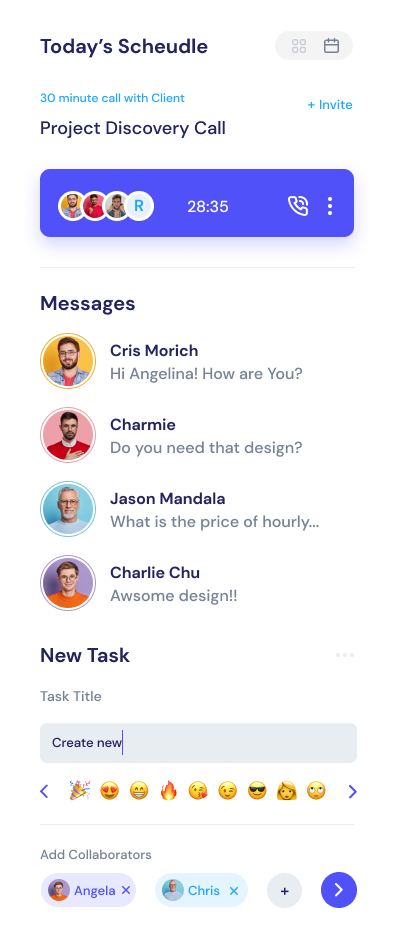 Today’s Scheudle
30 minute call with Client
+ Invite
Project Discovery Call
R
28:35
Messages
Cris Morich
Hi Angelina! How are You?
Charmie
Do you need that design?
Jason Mandala
What is the price of hourly...
Charlie Chu
Awsome design!!
New Task
Task Title
Create new
Add Collaborators
Angela ×
Chris ×
+